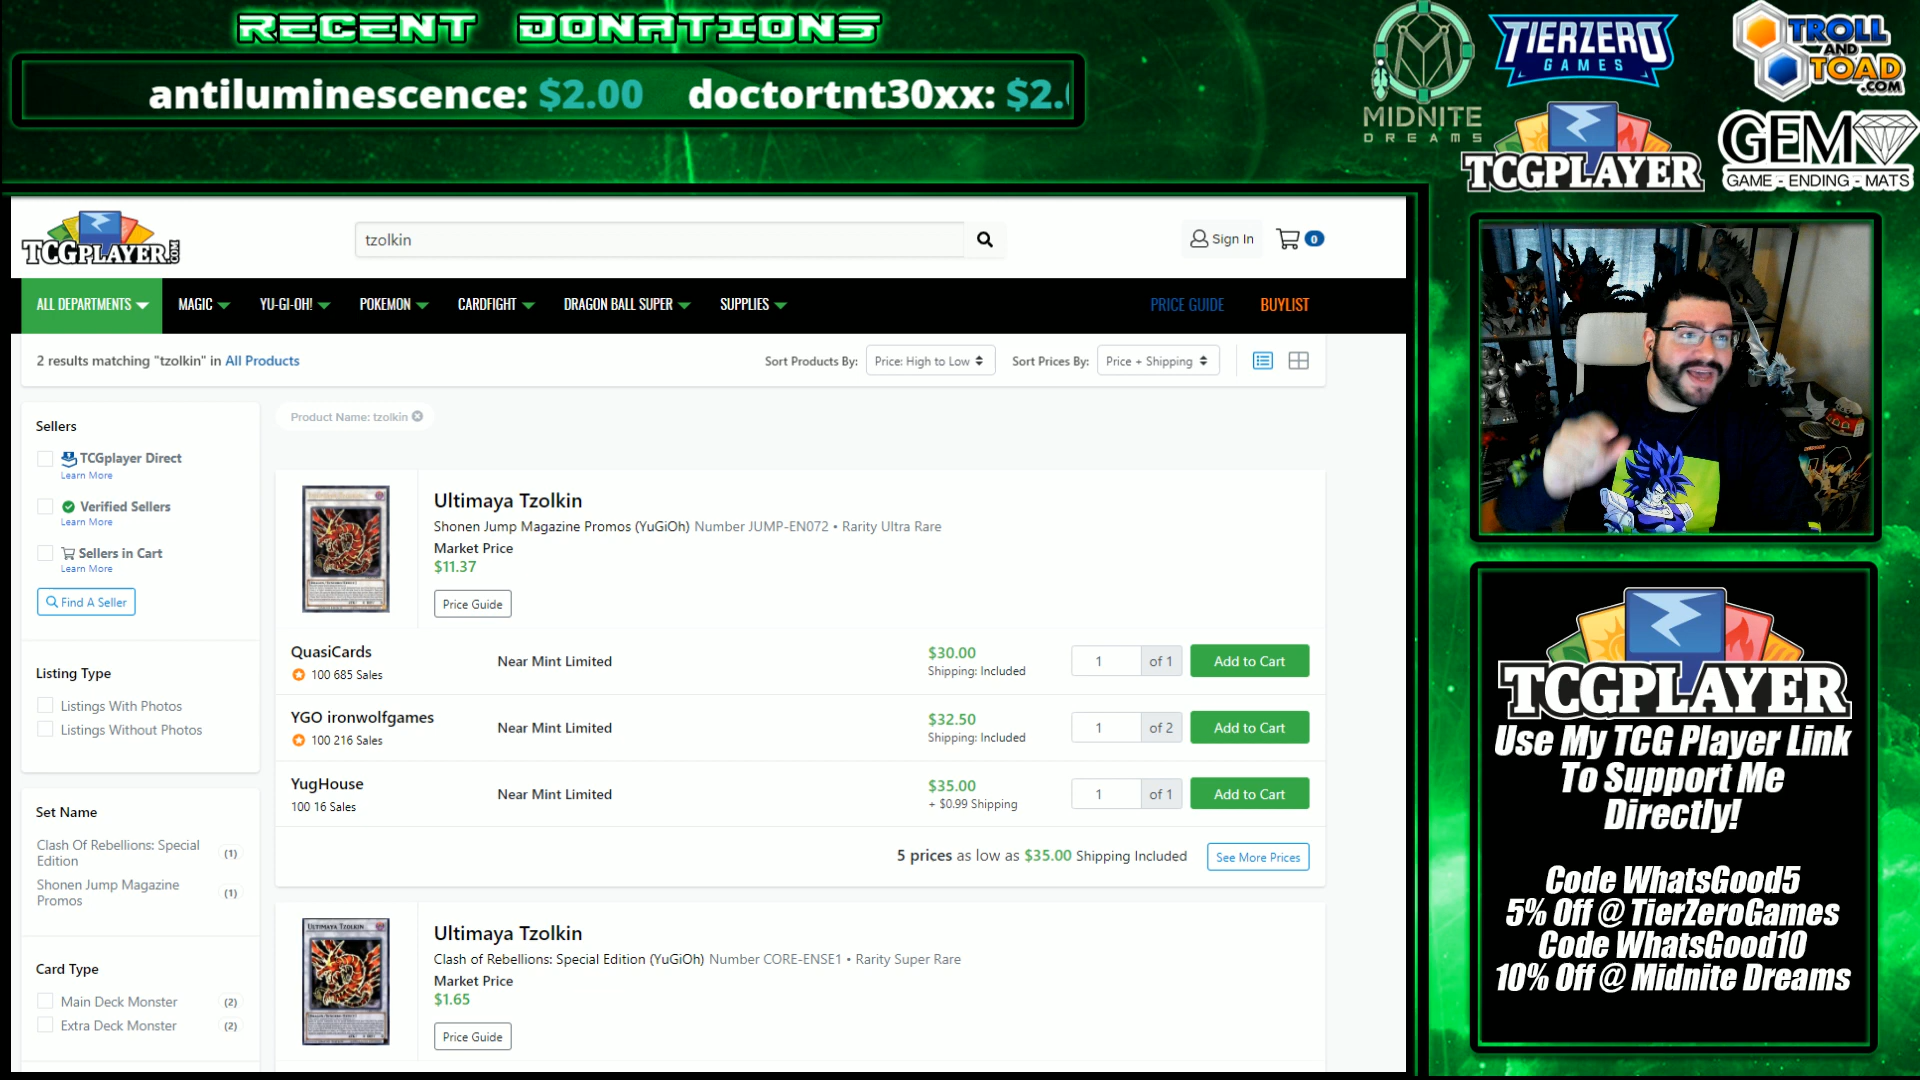 RECENT DONATIONS
antiluminescence: $2.00 doctortnt30xx: $2.
MIDNITE
DREAMS
TIERZERO
GAMES
TROLL
AND
TOAD
.COM
TCGPLAYER
GEM
GAME - ENDING - MATS
TCGPLAYER.COM
tzolkin
Sign In
0
ALL DEPARTMENTS
MAGIC
YU-GI-OH!
POKEMON
CARDFIGHT
DRAGON BALL SUPER
SUPPLIES
PRICE GUIDE
BUYLIST
2 results matching "tzolkin" in All Products
Sort Products By: Price: High to Low
Sort Prices By: Price + Shipping
Sellers
TCGplayer Direct
Learn More
Verified Sellers
Learn More
Sellers in Cart
Learn More
Find A Seller
Listing Type
Listings With Photos
Listings Without Photos
Set Name
Clash Of Rebellions: Special
Edition (1)
Shonen Jump Magazine
Promos (1)
Card Type
Main Deck Monster (2)
Extra Deck Monster (2)
Product Name: tzolkin
Ultimaya Tzolkin
Shonen Jump Magazine Promos (YuGiOh) Number JUMP-EN072 • Rarity Ultra Rare
Market Price
$11.37
Price Guide
QuasiCards
100 685 Sales
Near Mint Limited
$30.00
Shipping: Included
1 of 1
Add to Cart
YGO ironwolfgames
100 216 Sales
Near Mint Limited
$32.50
Shipping: Included
1 of 2
Add to Cart
YugHouse
100 16 Sales
Near Mint Limited
$35.00
+ $0.99 Shipping
1 of 1
Add to Cart
5 prices as low as $35.00 Shipping Included
See More Prices
ULTIMAYA TZOLKIN
Ultimaya Tzolkin
Clash of Rebellions: Special Edition (YuGiOh) Number CORE-ENSE1 • Rarity Super Rare
Market Price
$1.65
Price Guide
TCGPLAYER
Use My TCG Player Link
To Support Me
Directly!
Code WhatsGood5
5% Off @ TierZeroGames
Code WhatsGood10
10% Off @ Midnite Dreams